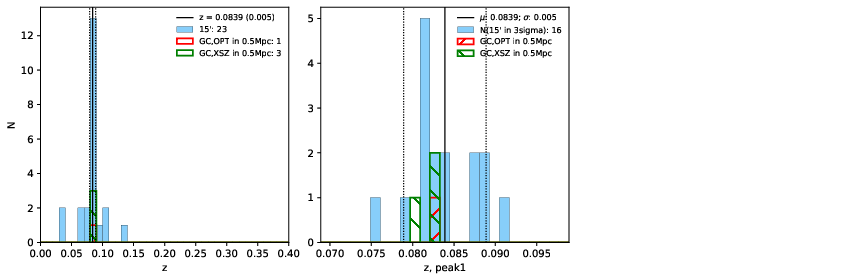 z = 0.0839 (0.005)
15': 23
GC,OPT in 0.5Mpc: 1
GC,XSZ in 0.5Mpc: 3
N
0
2
4
6
8
10
12
0.00 0.05 0.10 0.15 0.20 0.25 0.30 0.35 0.40
z
μ: 0.0839; σ: 0.005
N(15' in 3sigma): 16
GC,OPT in 0.5Mpc
GC,XSZ in 0.5Mpc
0
1
2
3
4
5
0.070 0.075 0.080 0.085 0.090 0.095
z, peak1